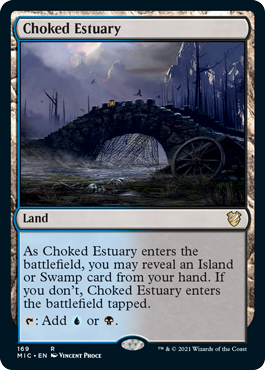 Choked Estuary
Land
As Choked Estuary enters the
battlefield, you may reveal an Island
or Swamp card from your hand. If
you don't, Choked Estuary enters
the battlefield tapped.
: Add or .
169 R
MIC • EN Vincent Proce
™ & © 2021 Wizards of the Coast